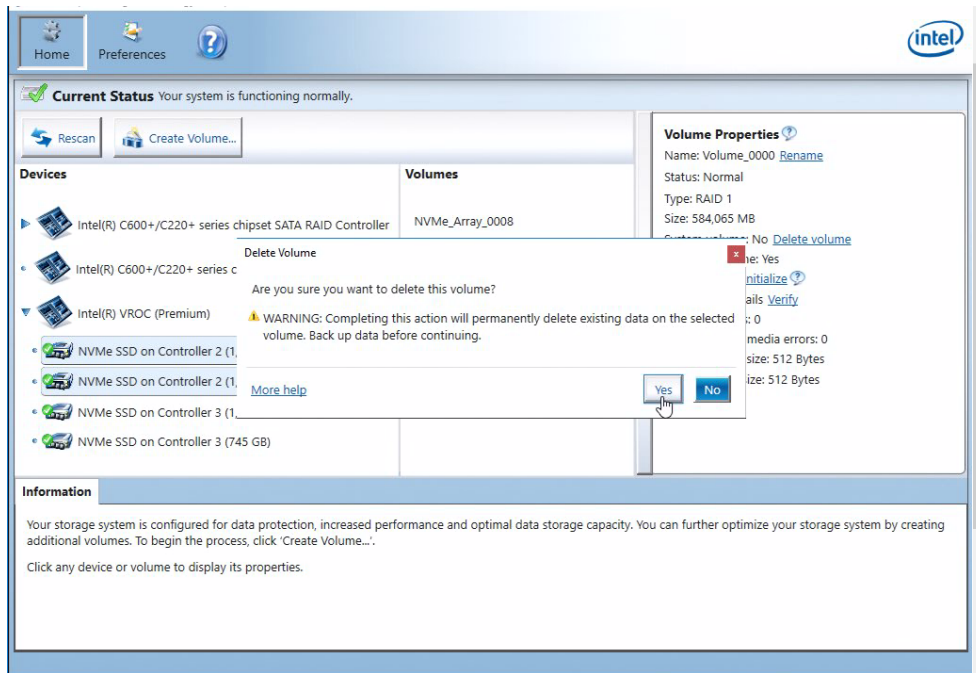 Home
Preferences
?
intel
Current Status Your system is functioning normally.
Rescan
Create Volume...
Devices
Volumes
Intel(R) C600+/C220+ series chipset SATA RAID Controller
NVMe_Array_0008
Intel(R) C600+/C220+ series c
Intel(R) VROC (Premium)
NVMe SSD on Controller 2 (1,
NVMe SSD on Controller 2 (1,
NVMe SSD on Controller 3 (1,
NVMe SSD on Controller 3 (745 GB)
Delete Volume
x
Are you sure you want to delete this volume?
WARNING: Completing this action will permanently delete existing data on the selected
volume. Back up data before continuing.
More help
Yes
No
Volume Properties
Name: Volume_0000 Rename
Status: Normal
Type: RAID 1
Size: 584,065 MB
System volume: No Delete volume
e: Yes
nitialize
ails Verify
: 0
media errors: 0
size: 512 Bytes
ize: 512 Bytes
Information
Your storage system is configured for data protection, increased performance and optimal data storage capacity. You can further optimize your storage system by creating
additional volumes. To begin the process, click 'Create Volume...'.
Click any device or volume to display its properties.